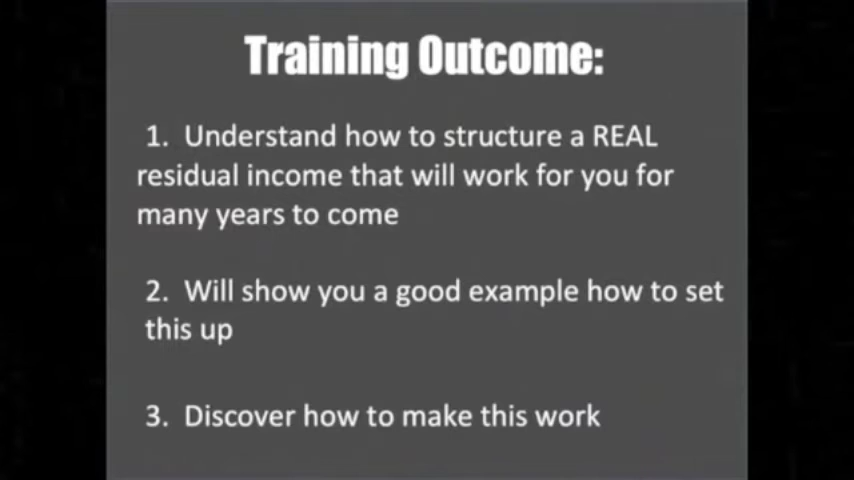 Training Outcome:
1. Understand how to structure a REAL
residual income that will work for you for
many years to come
2. Will show you a good example how to set
this up
3. Discover how to make this work